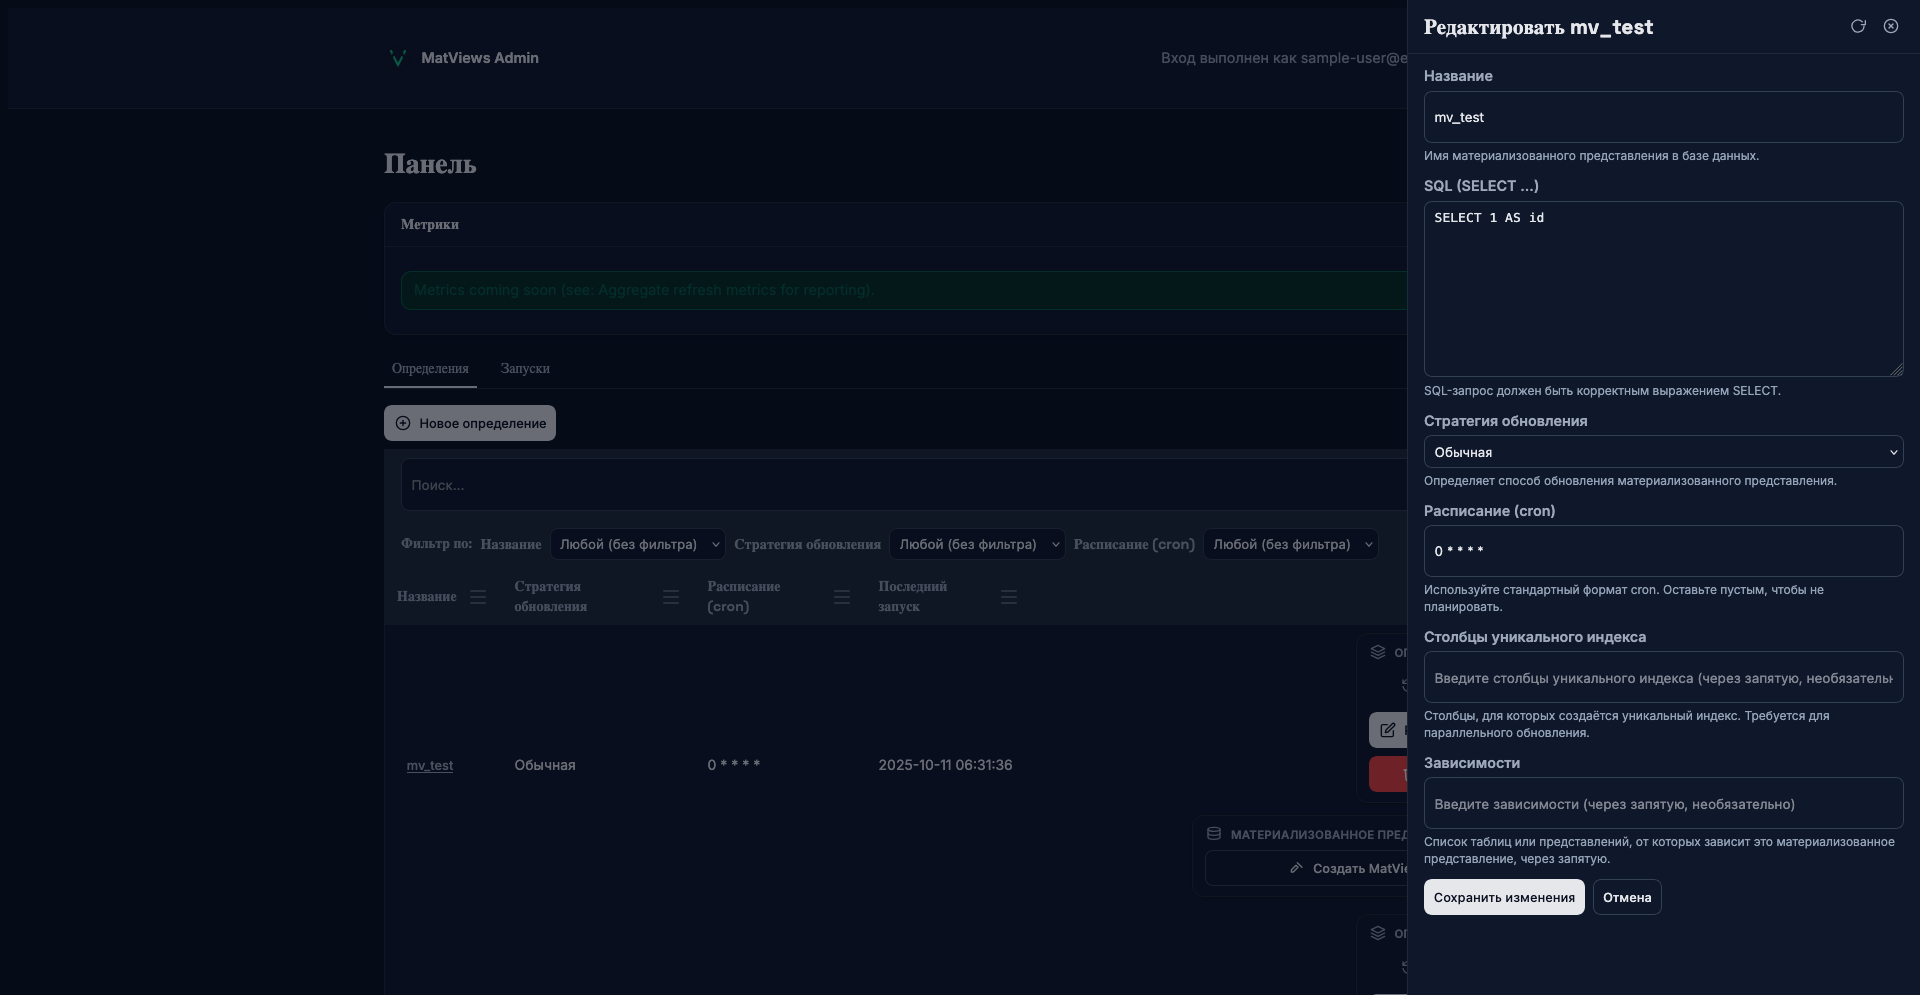 MatViews Admin
Вход выполнен как sample-user@e
Панель
Метрики
Metrics coming soon (see: Aggregate refresh metrics for reporting).
Определения
Запуски
Новое определение
Поиск...
Фильтр по: Название Любой (без фильтра) Стратегия обновления Любой (без фильтра) Расписание (cron) Любой (без фильтра)
Название
Стратегия
обновления
Расписание
(cron)
Последний
запуск
mv_test
Обычная
0 * * * *
2025-10-11 06:31:36
МАТЕРИАЛИЗОВАННОЕ ПРЕД
Создать MatVie
Редактировать mv_test
Название
mv_test
Имя материализованного представления в базе данных.
SQL (SELECT ...)
SELECT 1 AS id
SQL-запрос должен быть корректным выражением SELECT.
Стратегия обновления
Обычная
Определяет способ обновления материализованного представления.
Расписание (cron)
0 * * * *
Используйте стандартный формат cron. Оставьте пустым, чтобы не
планировать.
Столбцы уникального индекса
Введите столбцы уникального индекса (через запятую, необязатель
Столбцы, для которых создаётся уникальный индекс. Требуется для
параллельного обновления.
Зависимости
Введите зависимости (через запятую, необязательно)
Список таблиц или представлений, от которых зависит это материализованное
представление, через запятую.
Сохранить изменения
Отмена